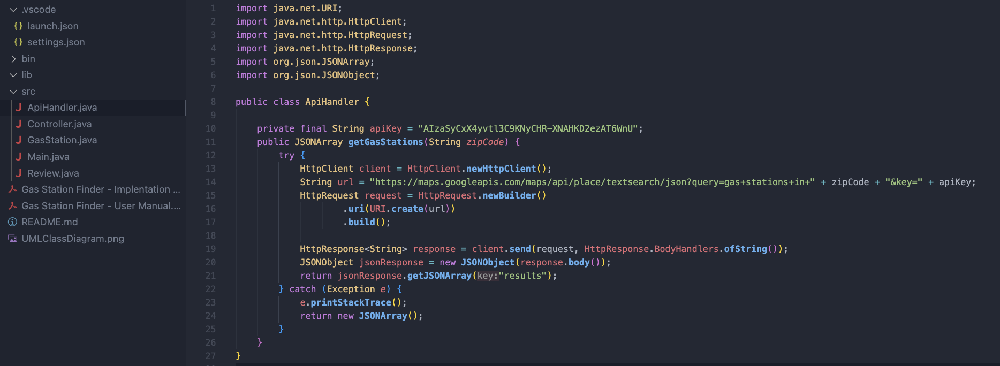 .vscode
{} launch.json
{} settings.json
bin
lib
src
J ApiHandler.java
J Controller.java
J GasStation.java
J Main.java
J Review.java
Gas Station Finder - Implentation ...
Gas Station Finder - User Manual....
README.md
UMLClassDiagram.png
1 import java.net.URI;
2 import java.net.http.HttpClient;
3 import java.net.http.HttpRequest;
4 import java.net.http.HttpResponse;
5 import org.json.JSONArray;
6 import org.json.JSONObject;
7
8 public class ApiHandler {
9
10 private final String apiKey = "AIzaSyCxX4yvtl3C9KNyCHR-XNAHKD2ezAT6WnU";
11 public JSONArray getGasStations(String zipCode) {
12 try {
13 HttpClient client = HttpClient.newHttpClient();
14 String url = "https://maps.googleapis.com/maps/api/place/textsearch/json?query=gas+stations+in+" + zipCode + "&key=" + apiKey;
15 HttpRequest request = HttpRequest.newBuilder()
16 .uri(URI.create(url))
17 .build();
18
19 HttpResponse<String> response = client.send(request, HttpResponse.BodyHandlers.ofString());
20 JSONObject jsonResponse = new JSONObject(response.body());
21 return jsonResponse.getJSONArray(key:"results");
22 } catch (Exception e) {
23 e.printStackTrace();
24 return new JSONArray();
25 }
26 }
27 }